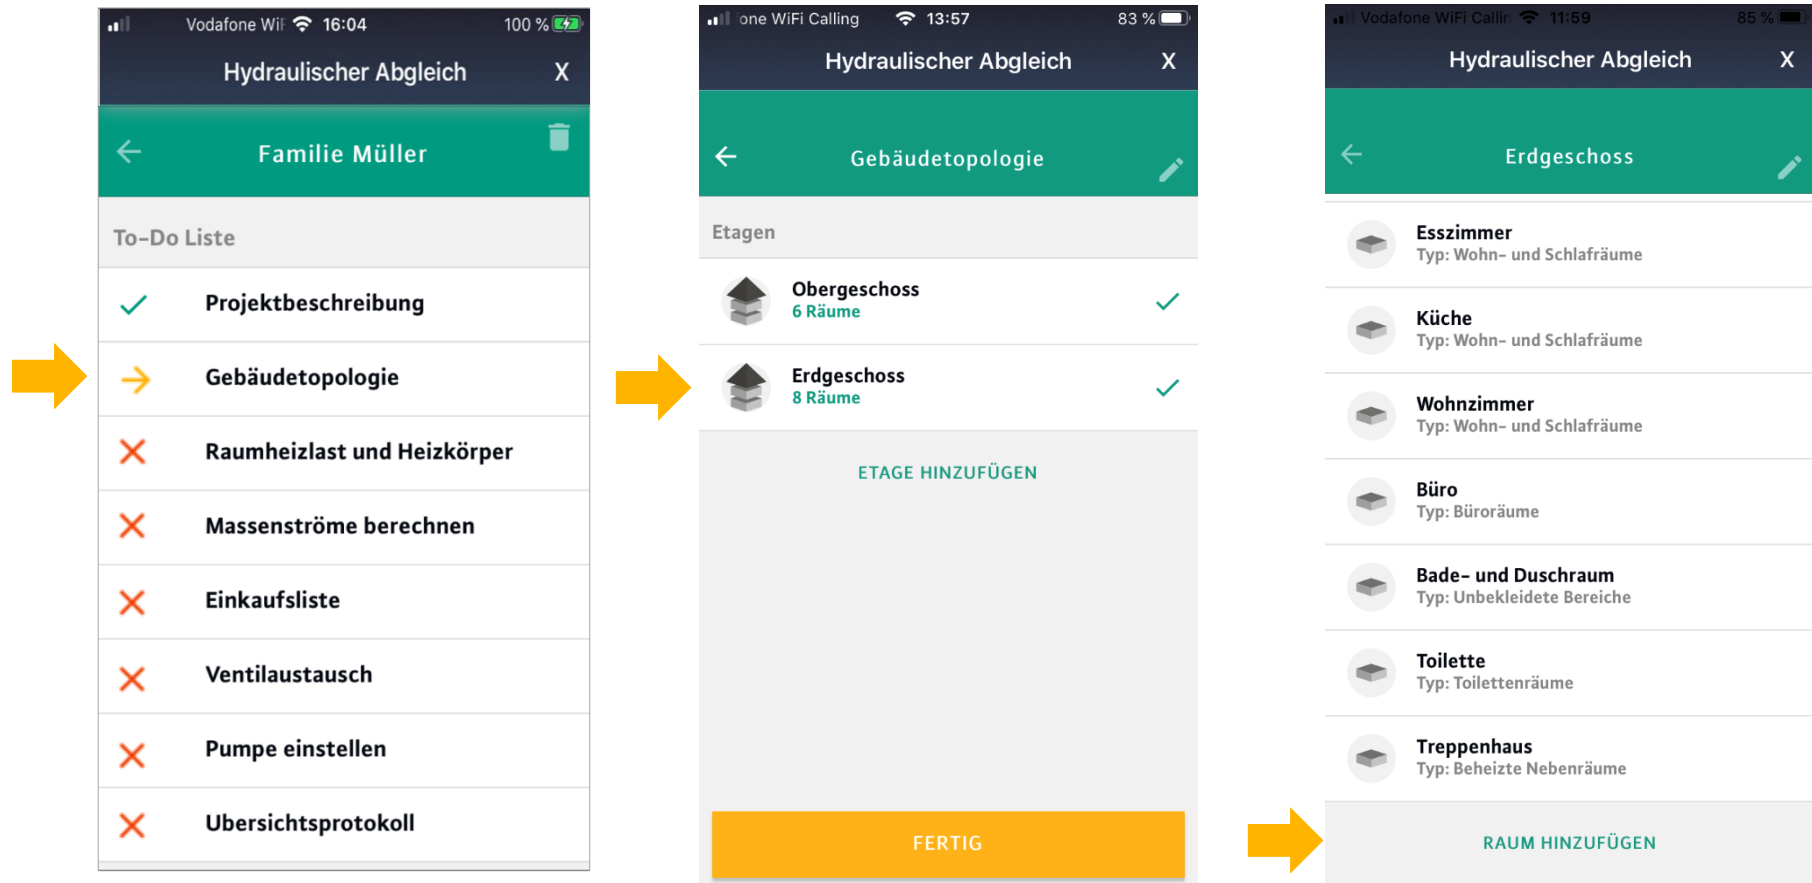 Vodafone WiF 16:04 100 %
Hydraulischer Abgleich X
Familie Müller
To-Do Liste
Projektbeschreibung
Gebäudetopologie
Raumheizlast und Heizkörper
Massenströme berechnen
Einkaufsliste
Ventilaustausch
Pumpe einstellen
Ubersichtsprotokoll
one WiFi Calling 13:57 83 %
Hydraulischer Abgleich X
Gebäudetopologie
Etagen
Obergeschoss
6 Räume
Erdgeschoss
8 Räume
ETAGE HINZUFÜGEN
FERTIG
Vodafone WiFi Callin 11:59 85 %
Hydraulischer Abgleich X
Erdgeschoss
Esszimmer
Typ: Wohn- und Schlafräume
Küche
Typ: Wohn- und Schlafräume
Wohnzimmer
Typ: Wohn- und Schlafräume
Büro
Typ: Büroräume
Bade- und Duschraum
Typ: Unbekleidete Bereiche
Toilette
Typ: Toilettenräume
Treppenhaus
Typ: Beheizte Nebenräume
RAUM HINZUFÜGEN